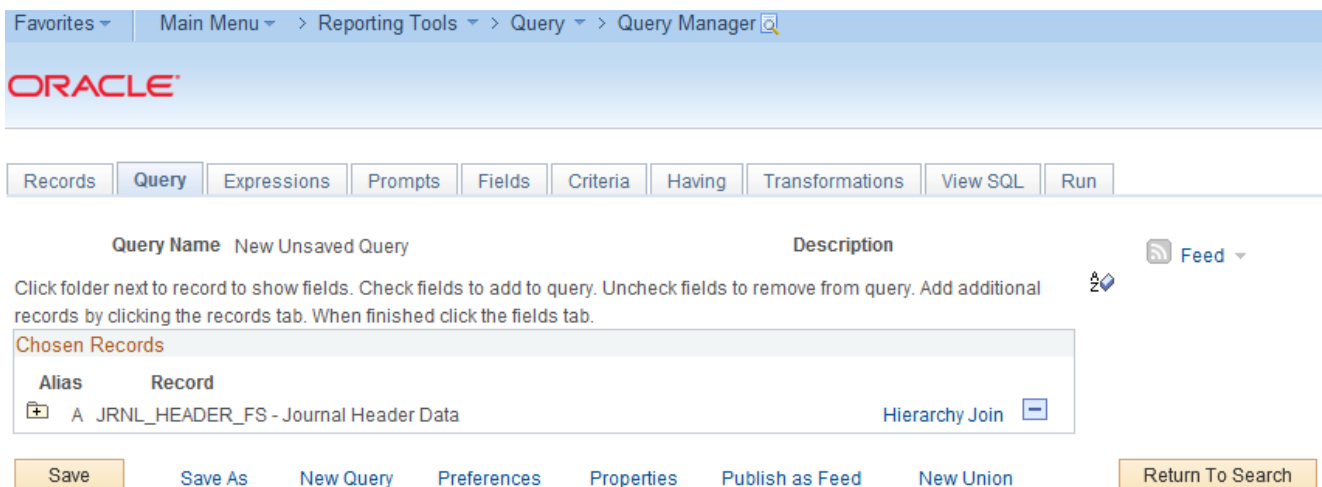 Favorites Main Menu > Reporting Tools > Query > Query Manager
ORACLE
Records Query Expressions Prompts Fields Criteria Having Transformations View SQL Run
Query Name New Unsaved Query Description Feed
Click folder next to record to show fields. Check fields to add to query. Uncheck fields to remove from query. Add additional
records by clicking the records tab. When finished click the fields tab.
Chosen Records
Alias Record
A JRNL_HEADER_FS - Journal Header Data Hierarchy Join
Save Save As New Query Preferences Properties Publish as Feed New Union Return To Search